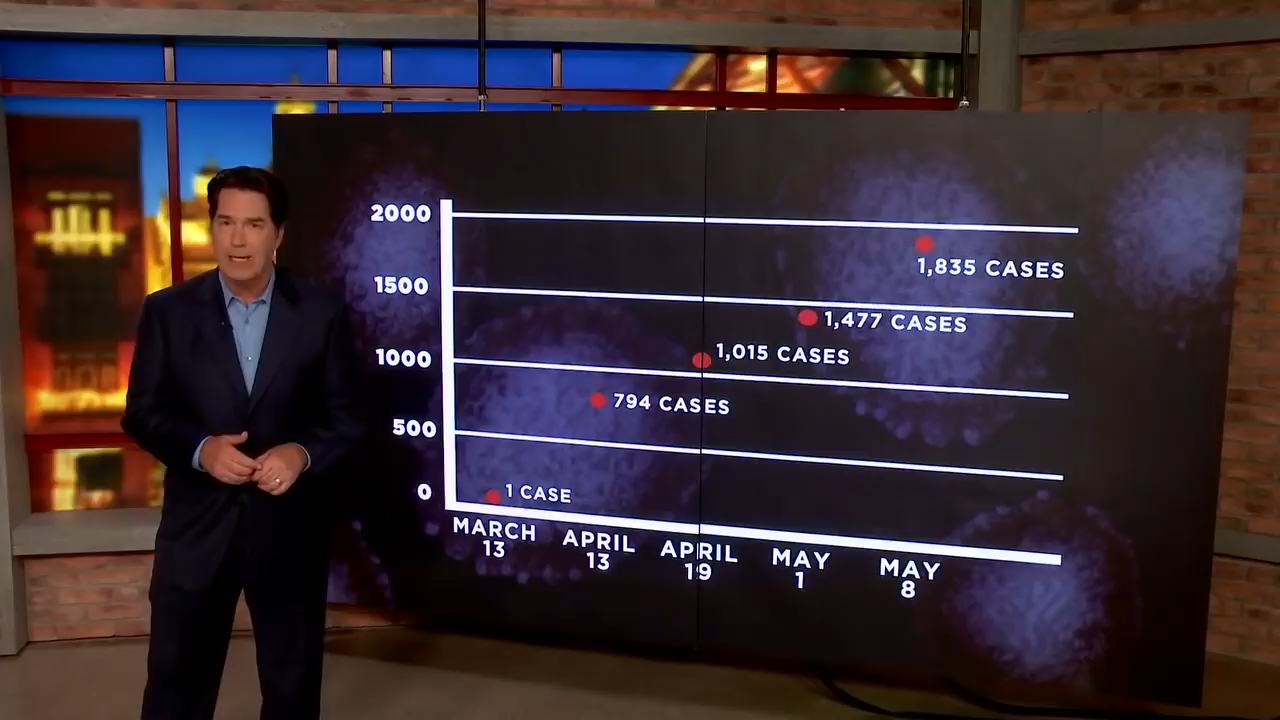 2000
1500
1000
500
0
1,835 CASES
1,477 CASES
1,015 CASES
794 CASES
1 CASE
MARCH
13
APRIL
13
APRIL
19
MAY
1
MAY
8